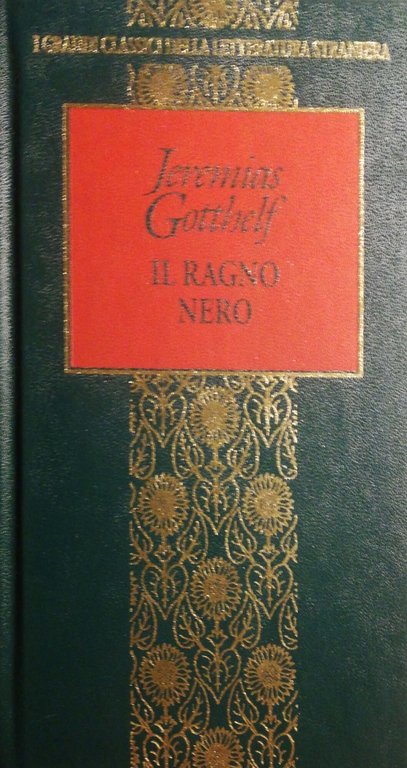 I GRANDI CLASSICI DELLA LETTERATURA STRANIERA
Jeremias
Gotthelf
IL RAGNO
NERO